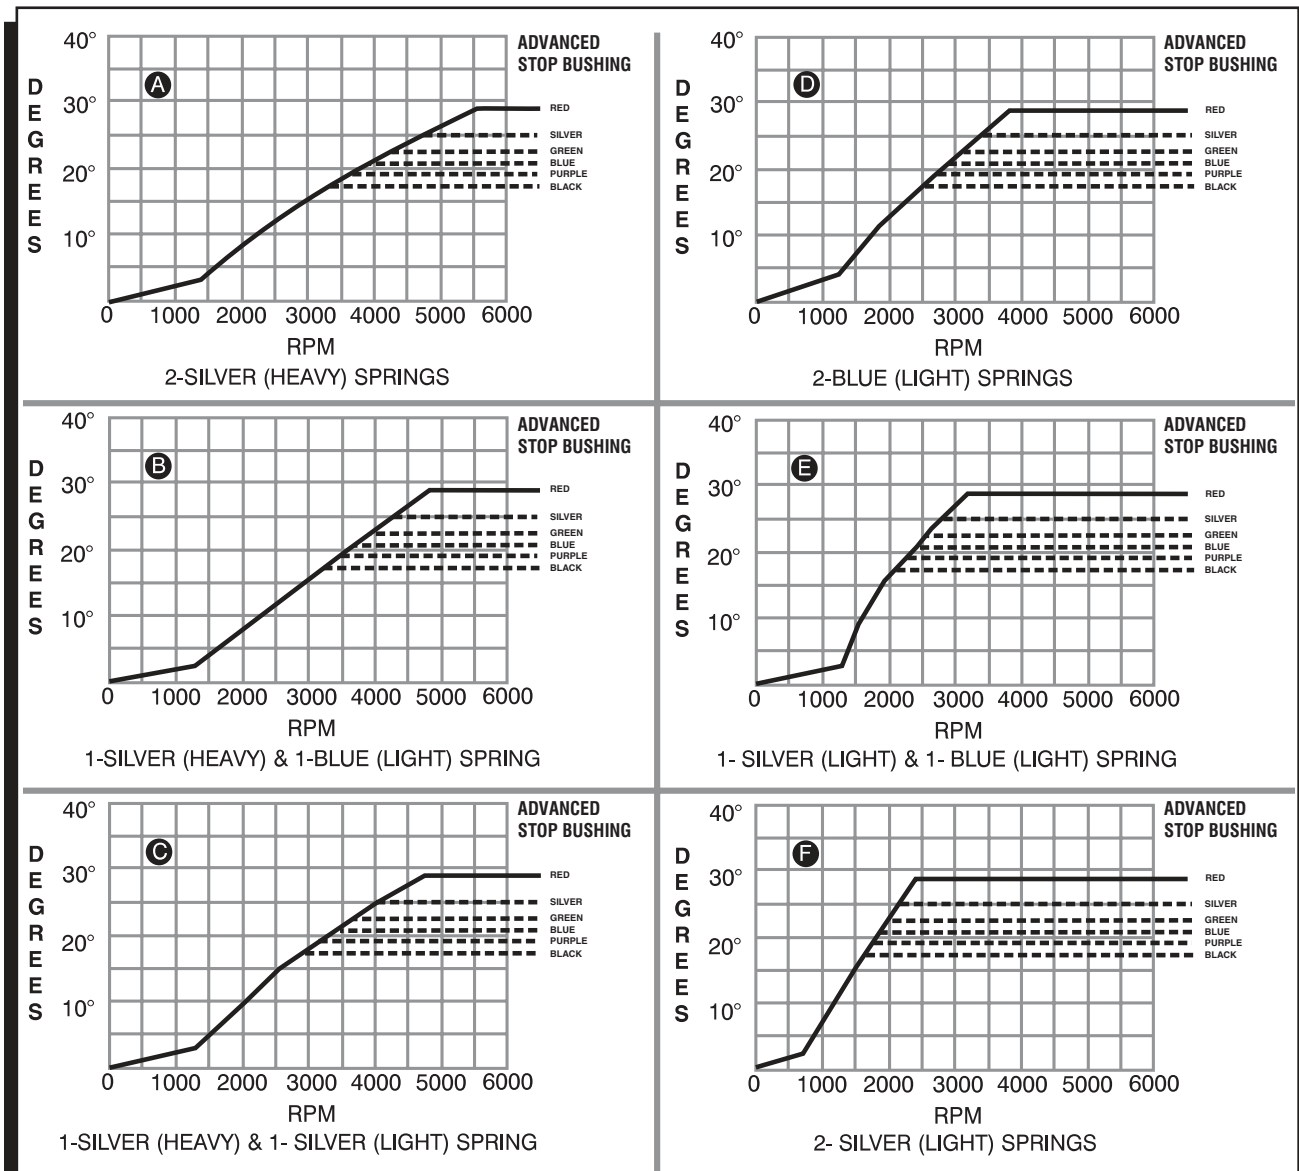 40°
30°
20°
10°
DEGREES
A
ADVANCED
STOP BUSHING
RED
SILVER
GREEN
BLUE
PURPLE
BLACK
0 1000 2000 3000 4000 5000 6000
RPM
2-SILVER (HEAVY) SPRINGS
40°
30°
20°
10°
DEGREES
D
ADVANCED
STOP BUSHING
RED
SILVER
GREEN
BLUE
PURPLE
BLACK
0 1000 2000 3000 4000 5000 6000
RPM
2-BLUE (LIGHT) SPRINGS
40°
30°
20°
10°
DEGREES
B
ADVANCED
STOP BUSHING
RED
SILVER
GREEN
BLUE
PURPLE
BLACK
0 1000 2000 3000 4000 5000 6000
RPM
1-SILVER (HEAVY) & 1-BLUE (LIGHT) SPRING
40°
30°
20°
10°
DEGREES
E
ADVANCED
STOP BUSHING
RED
SILVER
GREEN
BLUE
PURPLE
BLACK
0 1000 2000 3000 4000 5000 6000
RPM
1- SILVER (LIGHT) & 1- BLUE (LIGHT) SPRING
40°
30°
20°
10°
DEGREES
C
ADVANCED
STOP BUSHING
RED
SILVER
GREEN
BLUE
PURPLE
BLACK
0 1000 2000 3000 4000 5000 6000
RPM
1-SILVER (HEAVY) & 1- SILVER (LIGHT) SPRING
40°
30°
20°
10°
DEGREES
F
ADVANCED
STOP BUSHING
RED
SILVER
GREEN
BLUE
PURPLE
BLACK
0 1000 2000 3000 4000 5000 6000
RPM
2- SILVER (LIGHT) SPRINGS